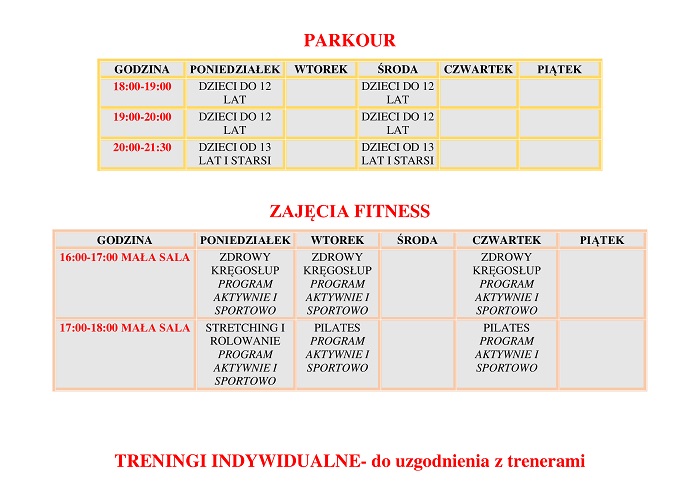 PARKOUR
GODZINA PONIEDZIAŁEK WTOREK ŚRODA CZWARTEK PIĄTEK
18:00-19:00 DZIECI DO 12 DZIECI DO 12
LAT LAT
19:00-20:00 DZIECI DO 12 DZIECI DO 12
LAT LAT
20:00-21:30 DZIECI OD 13 DZIECI OD 13
LAT I STARSI LAT I STARSI
ZAJĘCIA FITNESS
GODZINA PONIEDZIAŁEK WTOREK ŚRODA CZWARTEK PIĄTEK
16:00-17:00 MAŁA SALA ZDROWY ZDROWY ZDROWY
KRĘGOSŁUP KRĘGOSŁUP KRĘGOSŁUP
PROGRAM PROGRAM PROGRAM
AKTYWNIE I AKTYWNIE I AKTYWNIE I
SPORTOWO SPORTOWO SPORTOWO
17:00-18:00 MAŁA SALA STRETCHING I PILATES PILATES
ROLOWANIE PROGRAM PROGRAM
PROGRAM AKTYWNIE I AKTYWNIE I
AKTYWNIE I SPORTOWO SPORTOWO
SPORTOWO
TRENINGI INDYWIDUALNE- do uzgodnienia z trenerami